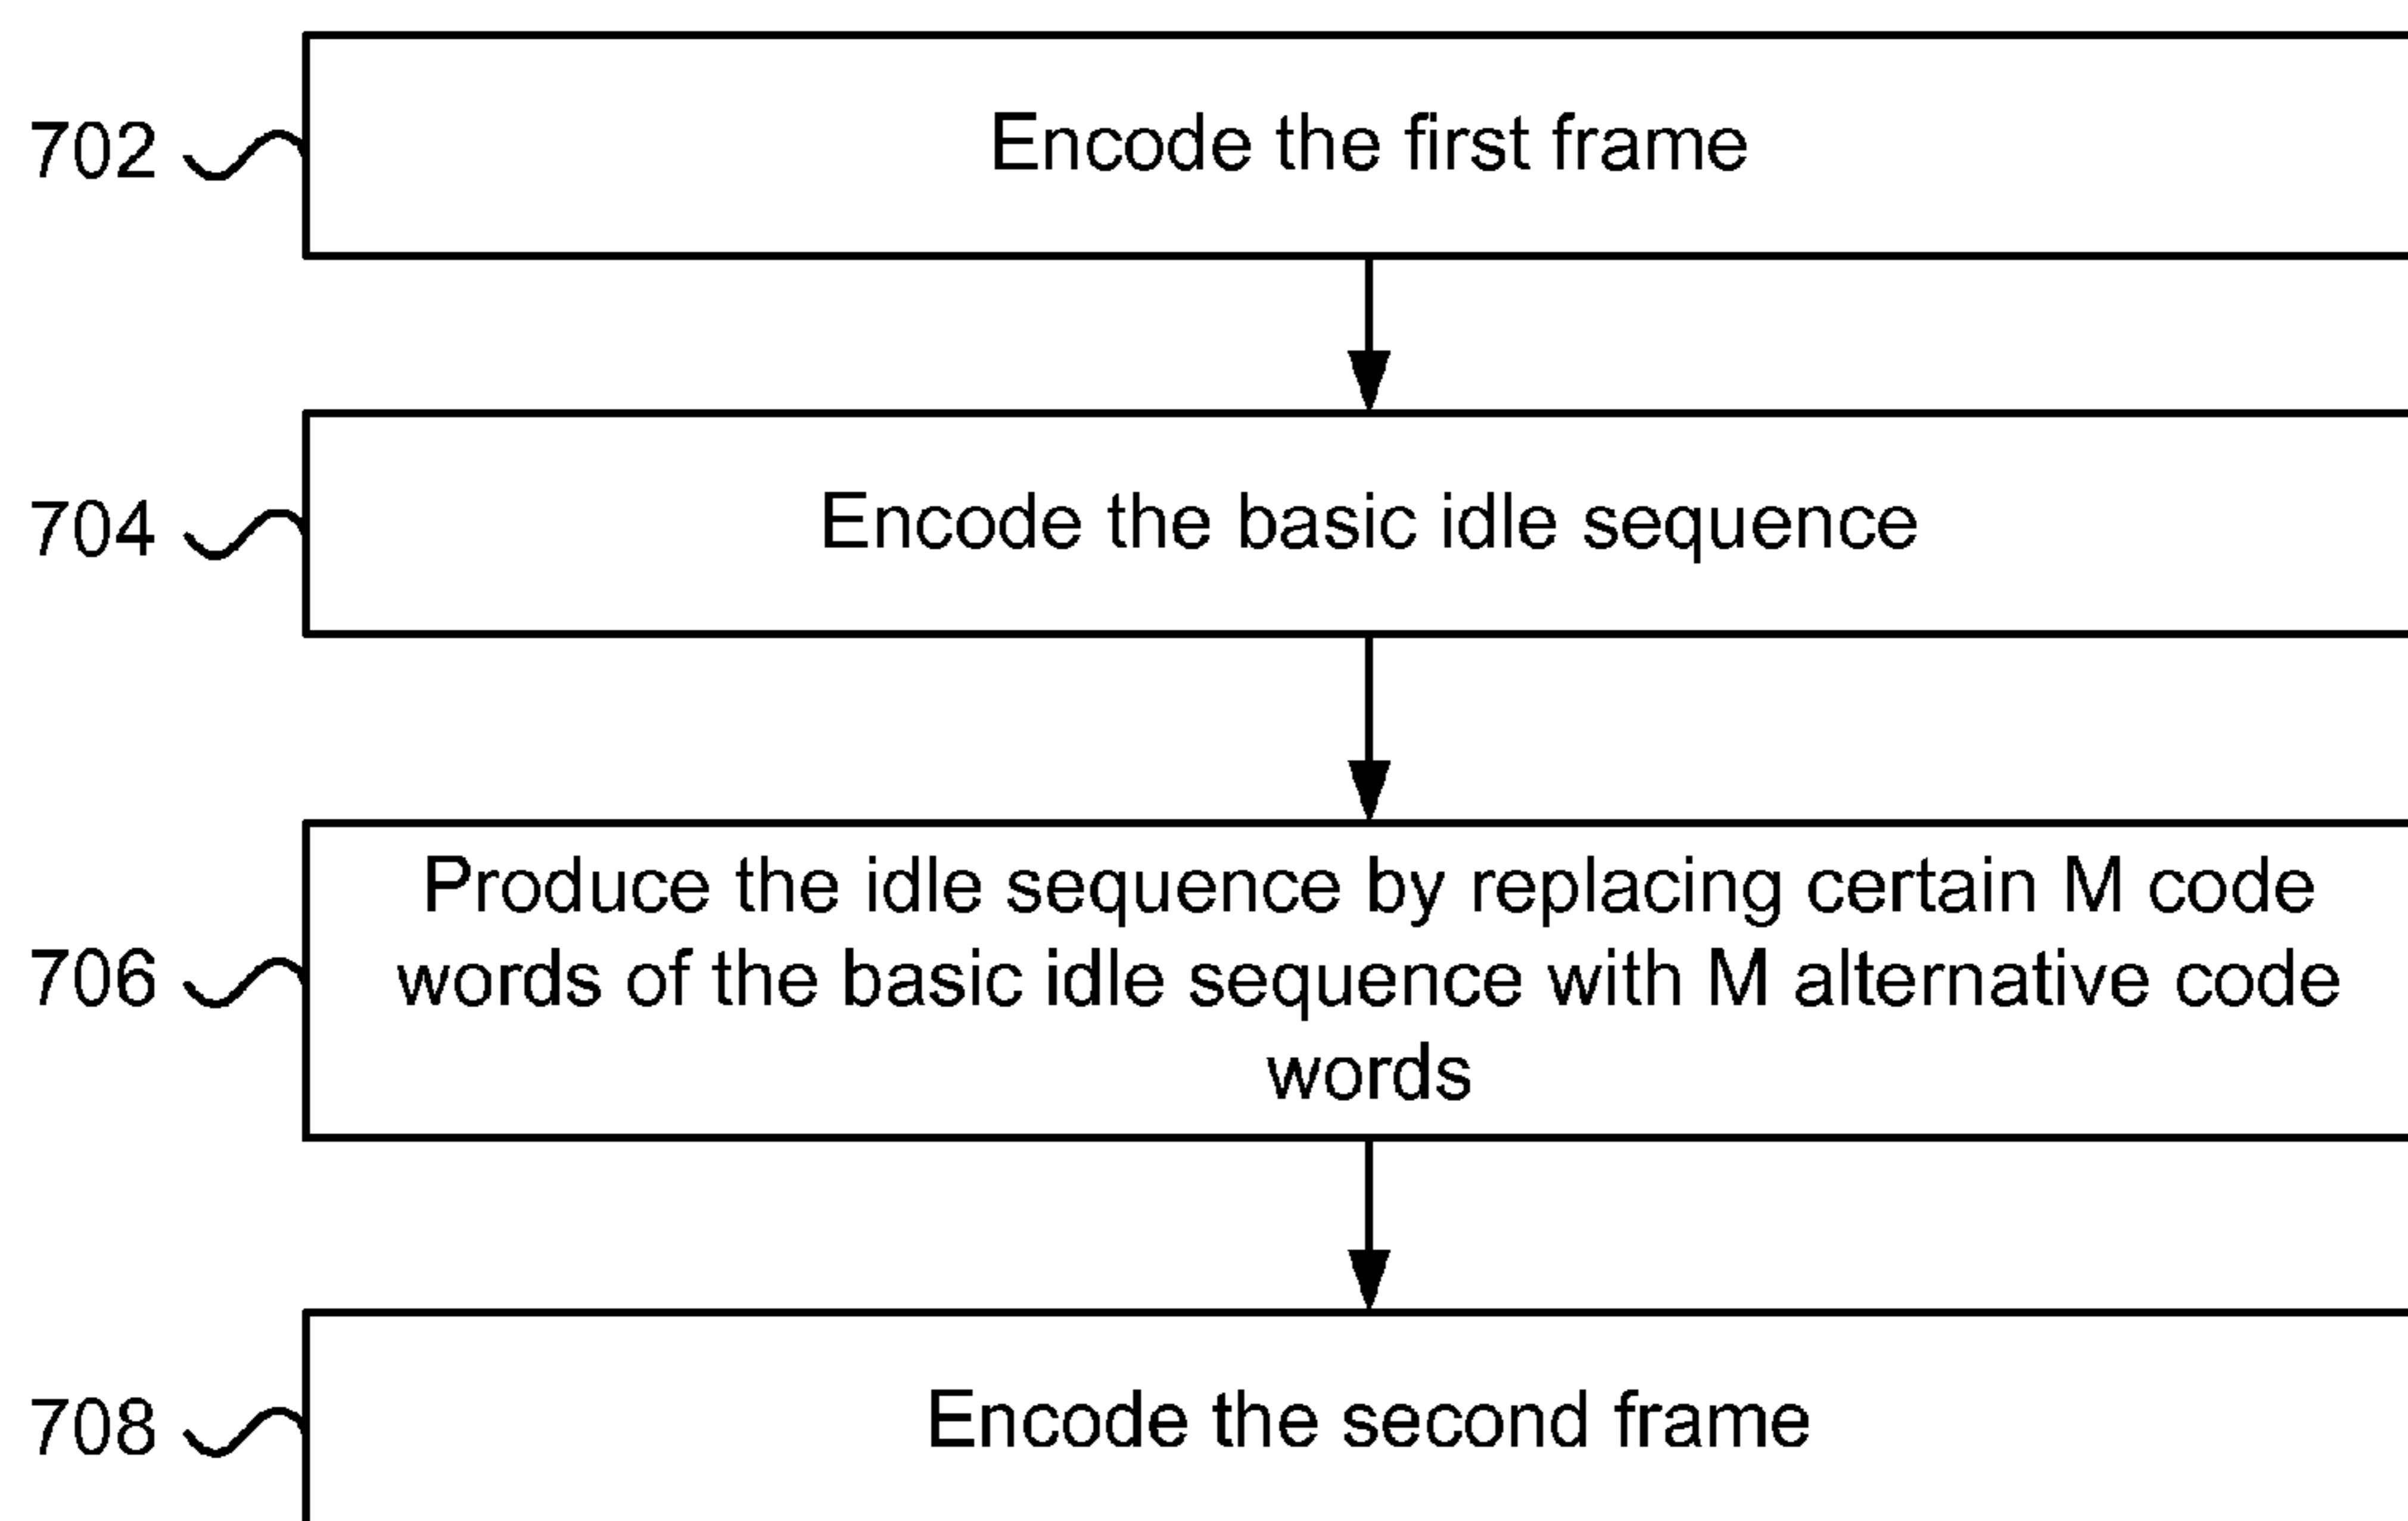 702
Encode the first frame
704
Encode the basic idle sequence
Produce the idle sequence by replacing certain M code
706
words of the basic idle sequence with M alternative code
words
708
Encode the second frame